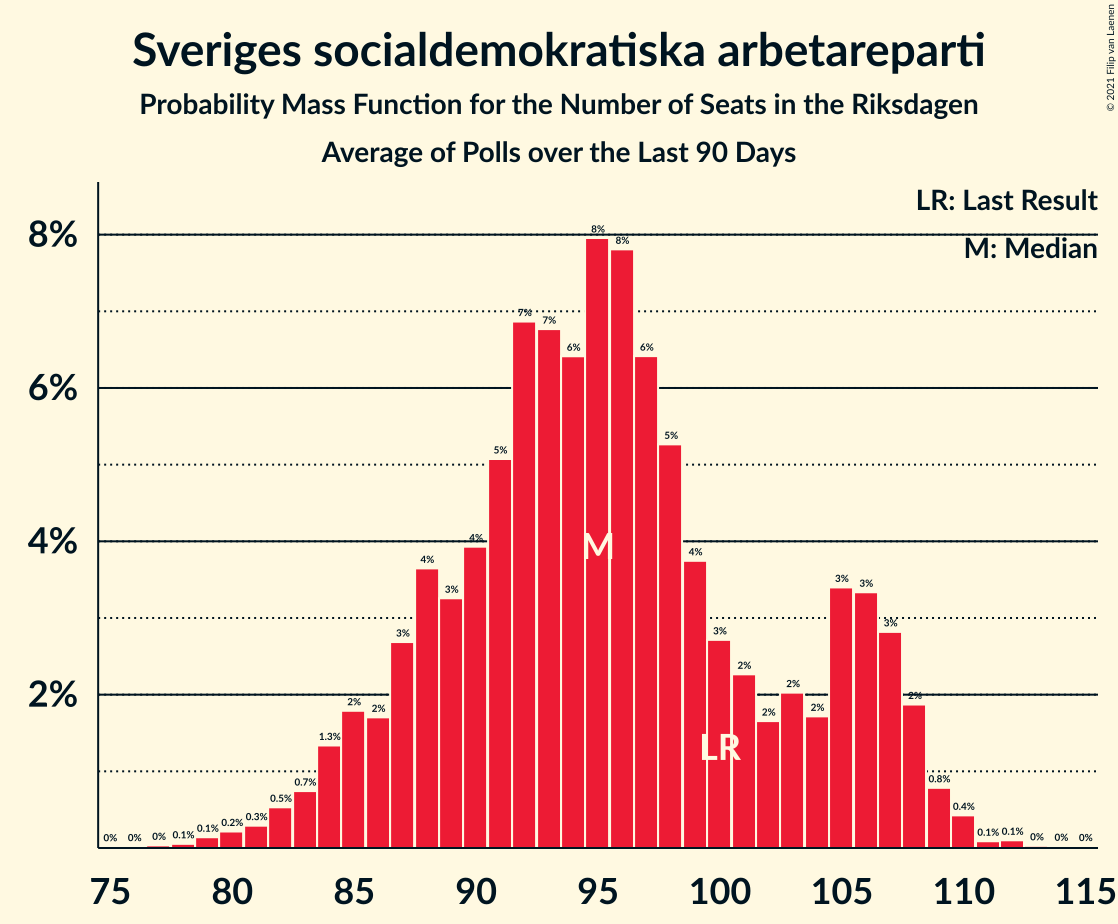 Sveriges socialdemokratiska arbetareparti
Probability Mass Function for the Number of Seats in the Riksdagen
Average of Polls over the Last 90 Days
© 2021 Filip van Laenen
LR: Last Result
M: Median
8%
6%
4%
2%
0% 0% 0% 0.1% 0.1% 0.2% 0.3% 0.5% 0.7% 1.3% 2% 2% 3% 4% 3% 4% 5% 7% 7% 6% 8% 8% 6% 5% 4% 3% 2% 2% 2% 2% 3% 3% 3% 2% 0.8% 0.4% 0.1% 0.1% 0% 0% 0%
M
LR
75 80 85 90 95 100 105 110 115